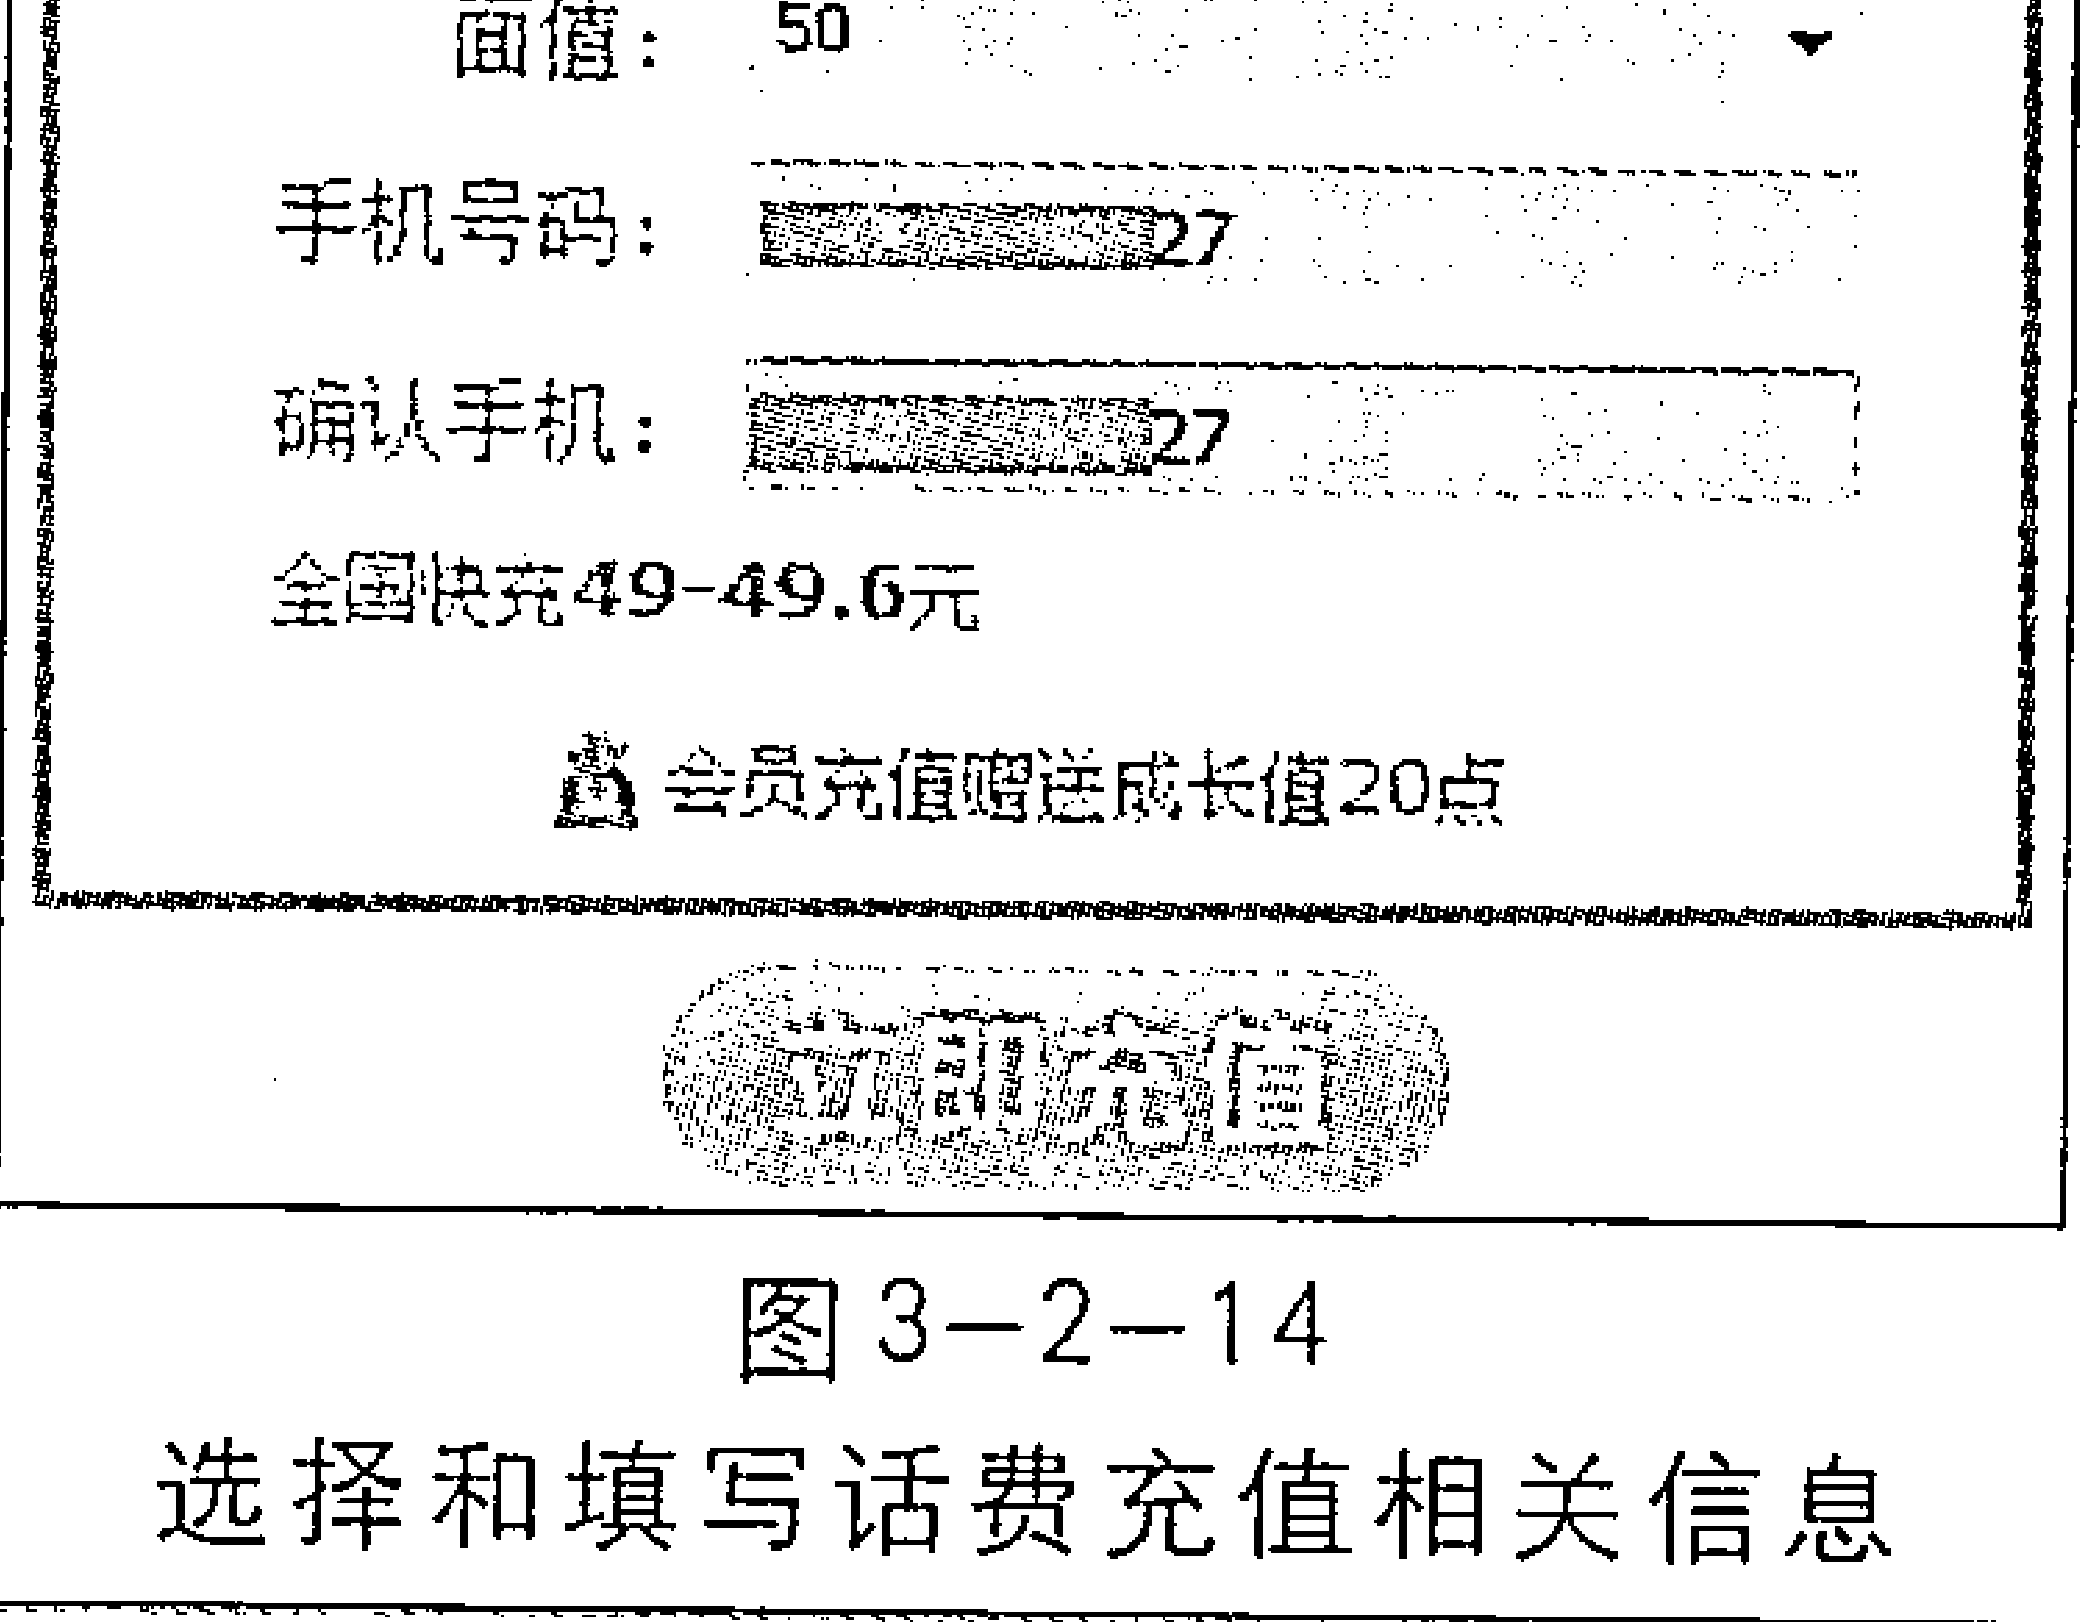 面值： 50
手机号码： 27
确认手机： 27
全国快充49-49.6元
会员充值赠送成长值20点
立即充值
图3-2-14
选择和填写话费充值相关信息